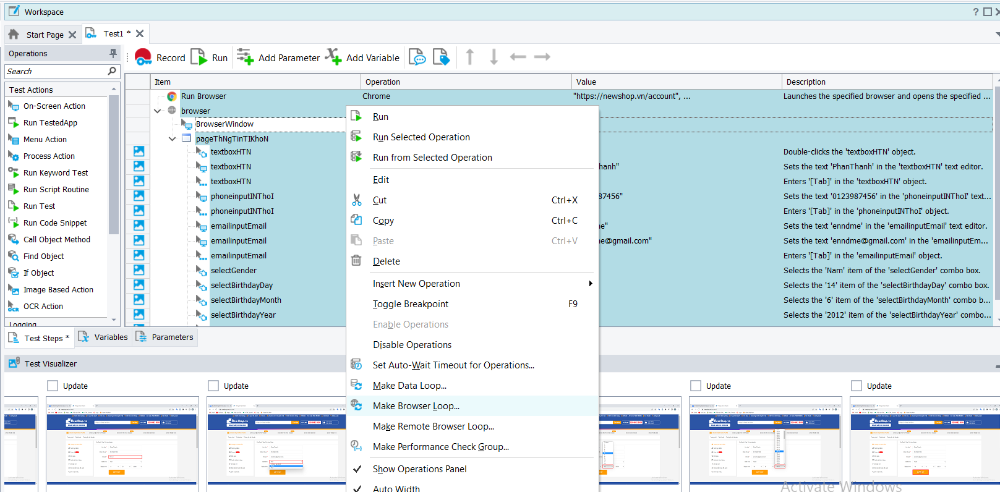 Workspace
?
Start Page
Test1 *
Operations
Record Run Add Parameter Add Variable
Search
Item Operation Value Description
Test Actions
Run Browser Chrome "https://newshop.vn/account", ... Launches the specified browser and opens the specified ...
On-Screen Action
browser
Run TestedApp
BrowserWindow
Menu Action
pageThNgTinTIKhoN
Process Action
textboxHTN Double-clicks the 'textboxHTN' object.
Run Keyword Test
textboxHTN hanh" Sets the text 'PhanThanh' in the 'textboxHTN' text editor.
Run Script Routine
textboxHTN Enters '[Tab]' in the 'textboxHTN' object.
Run Test
phoneinputINThoI 87456" Sets the text '0123987456' in the 'phoneinputINThoI' text...
Run Code Snippet
phoneinputINThoI Enters '[Tab]' in the 'phoneinputINThoI' object.
Call Object Method
emailinputEmail ne" Sets the text 'enndme' in the 'emailinputEmail' text editor.
Find Object
emailinputEmail ne@gmail.com" Sets the text 'enndme@gmail.com' in the 'emailinputEm...
If Object
emailinputEmail Enters '[Tab]' in the 'emailinputEmail' object.
Image Based Action
selectGender Selects the 'Nam' item of the 'selectGender' combo box.
OCR Action
selectBirthdayDay Selects the '14' item of the 'selectBirthdayDay' combo box.
Logging
selectBirthdayMonth Selects the '6' item of the 'selectBirthdayMonth' combo b...
selectBirthdayYear Selects the '2012' item of the 'selectBirthdayYear' combo...
Run
Run Selected Operation
Run from Selected Operation
Edit
Cut Ctrl+X
Copy Ctrl+C
Paste Ctrl+V
Delete
Insert New Operation
Toggle Breakpoint F9
Enable Operations
Disable Operations
Set Auto-Wait Timeout for Operations...
Make Data Loop...
Make Browser Loop...
Make Remote Browser Loop...
Make Performance Check Group...
Show Operations Panel
Auto Width
Test Steps * Variables Parameters
Test Visualizer
Update Update Update Update
Activate Windows